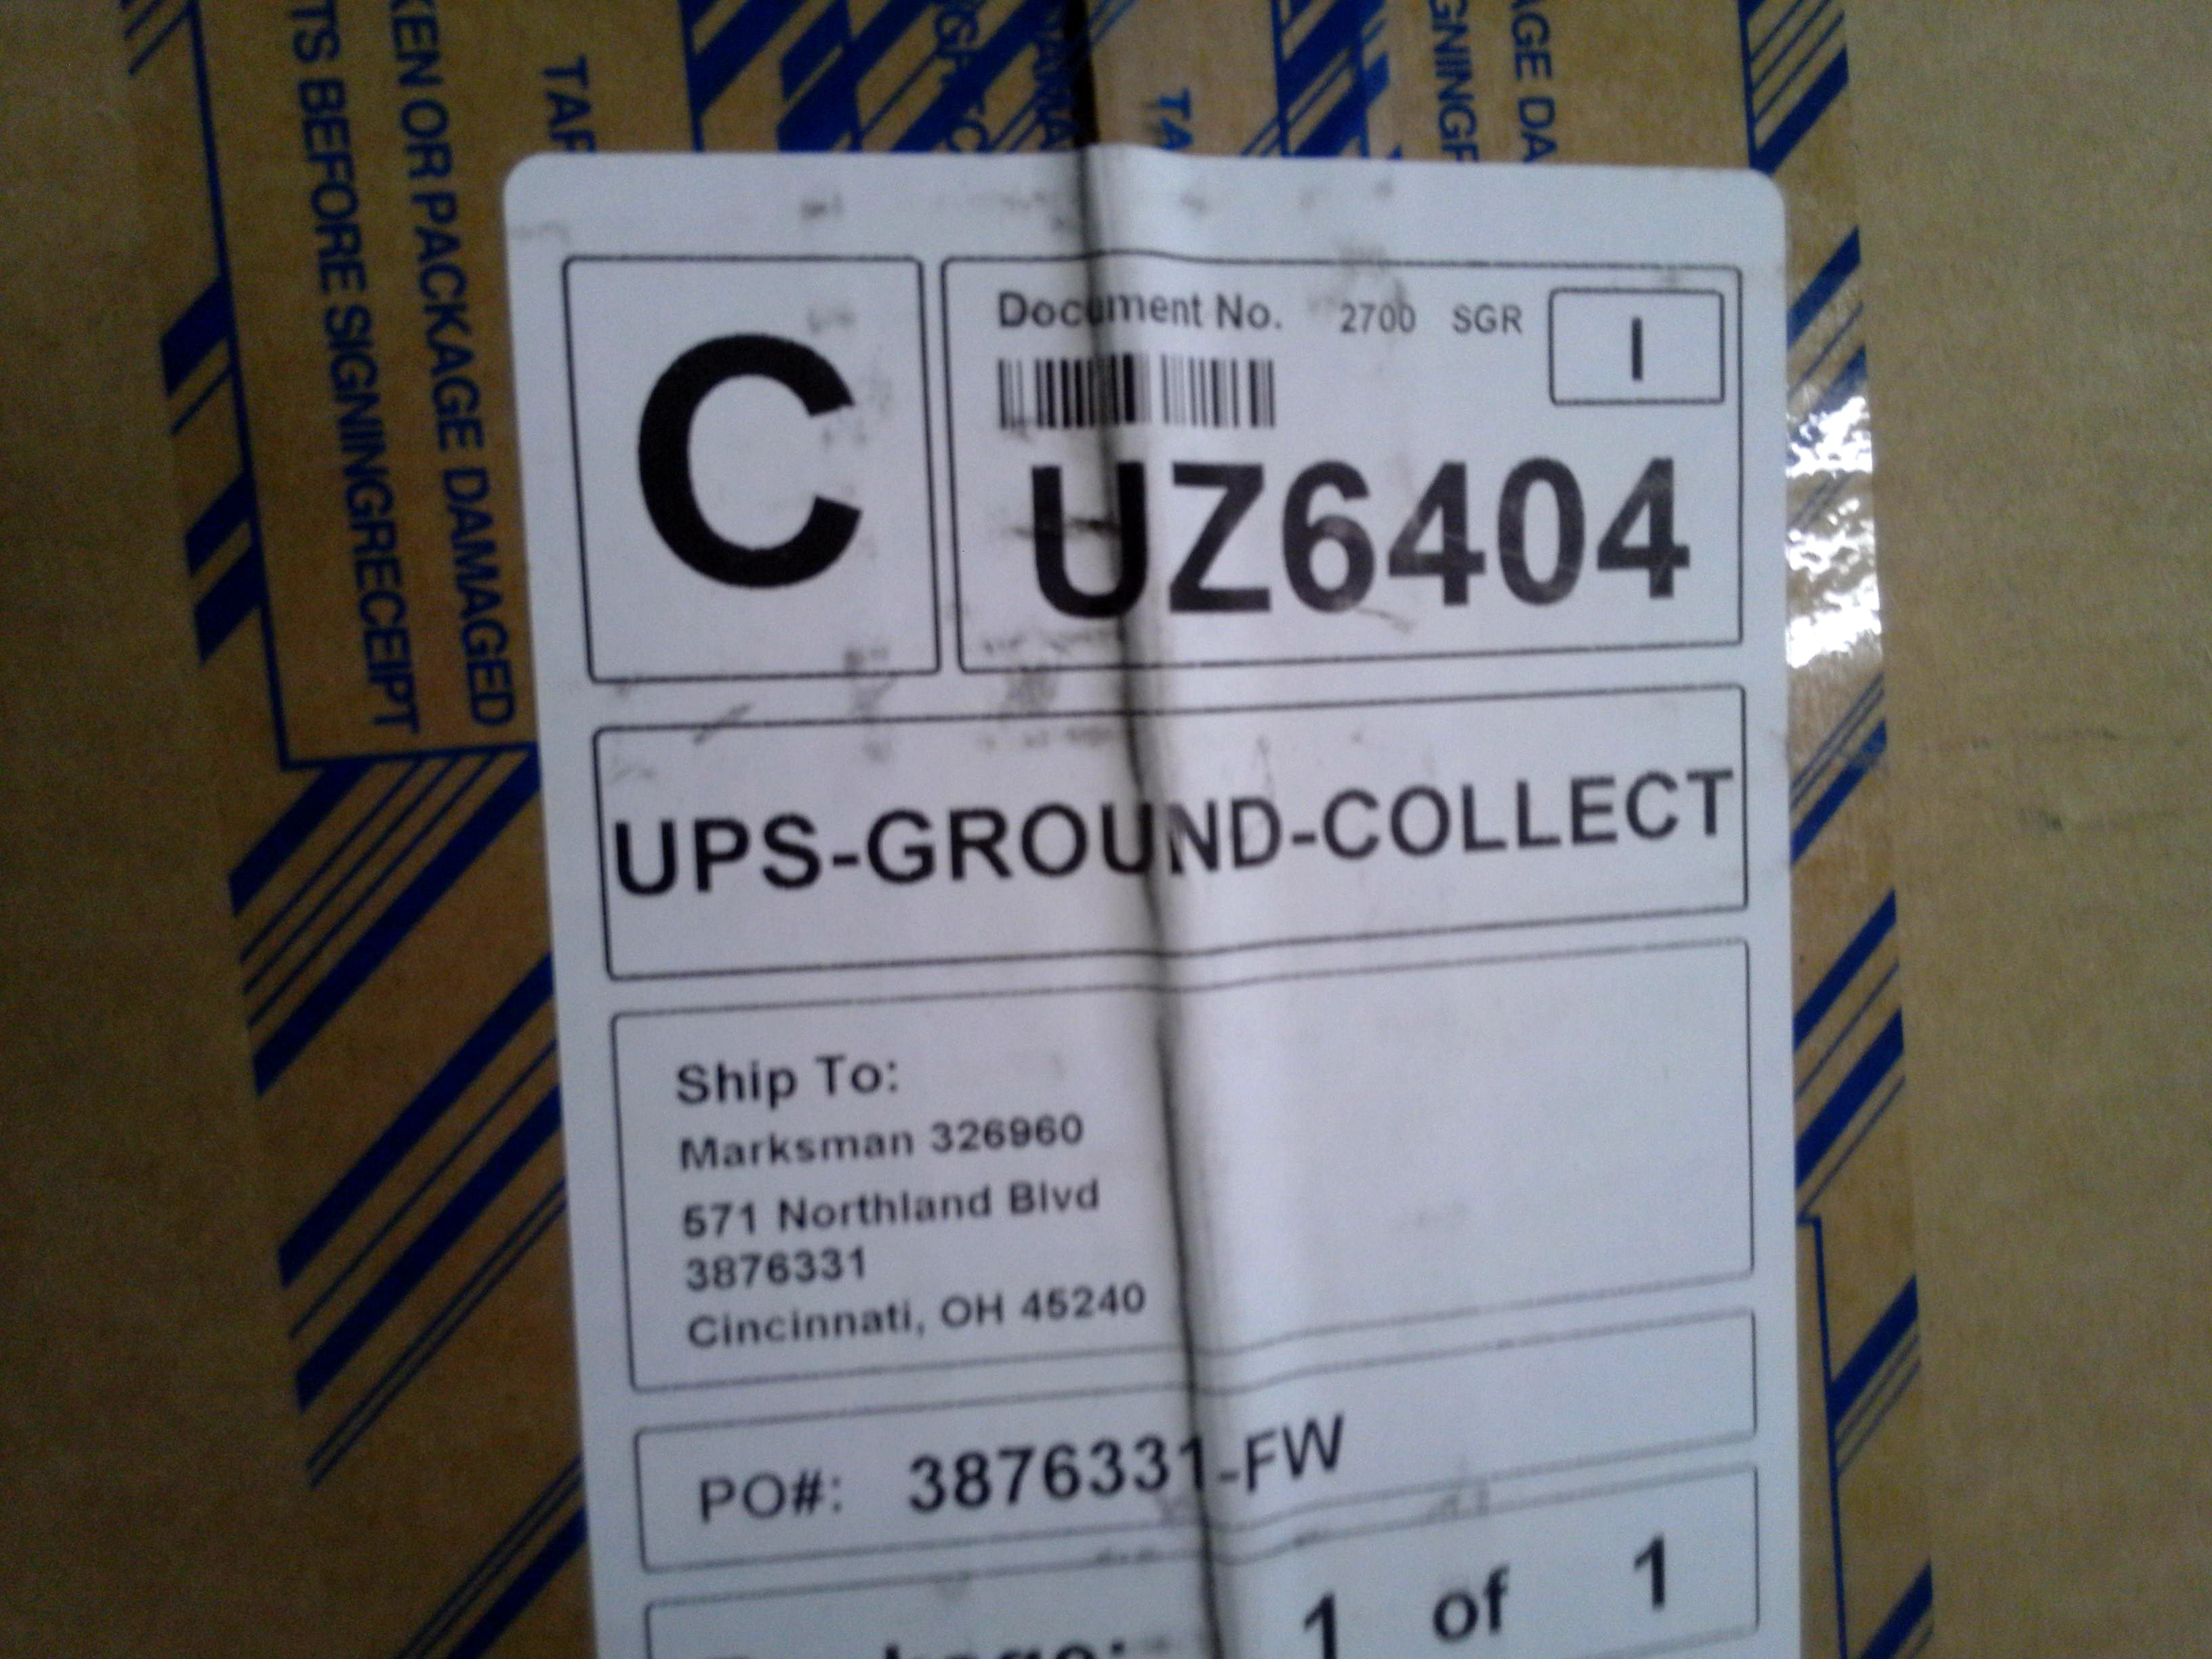 KEN OR PACKAGE DAMAGED
TS BEFORE SIGNINGRECEIPT
C
Document No. 2700 SGR
I
UZ6404
UPS-GROUND-COLLECT
Ship To:
Marksman 326960
571 Northland Blvd
3876331
Cincinnati, OH 45240
PO#: 3876331-FW
1 of 1